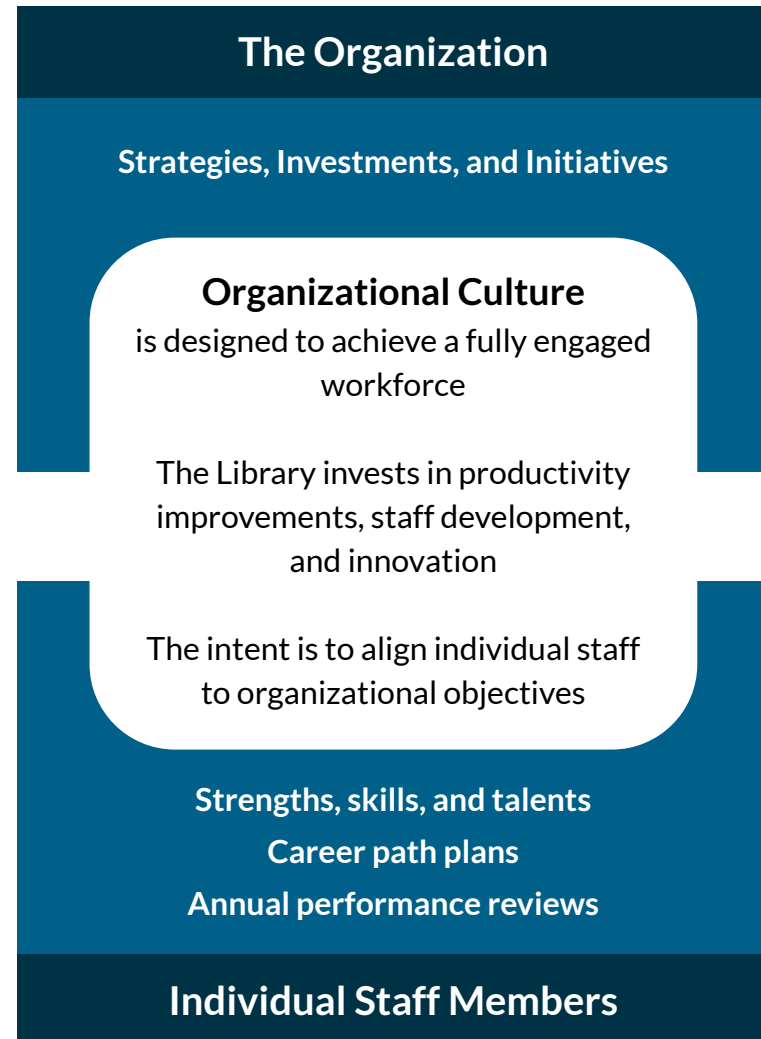 The Organization
Strategies, Investments, and Initiatives
Organizational Culture
is designed to achieve a fully engaged
workforce
The Library invests in productivity
improvements, staff development,
and innovation
The intent is to align individual staff
to organizational objectives
Strengths, skills, and talents
Career path plans
Annual performance reviews
Individual Staff Members